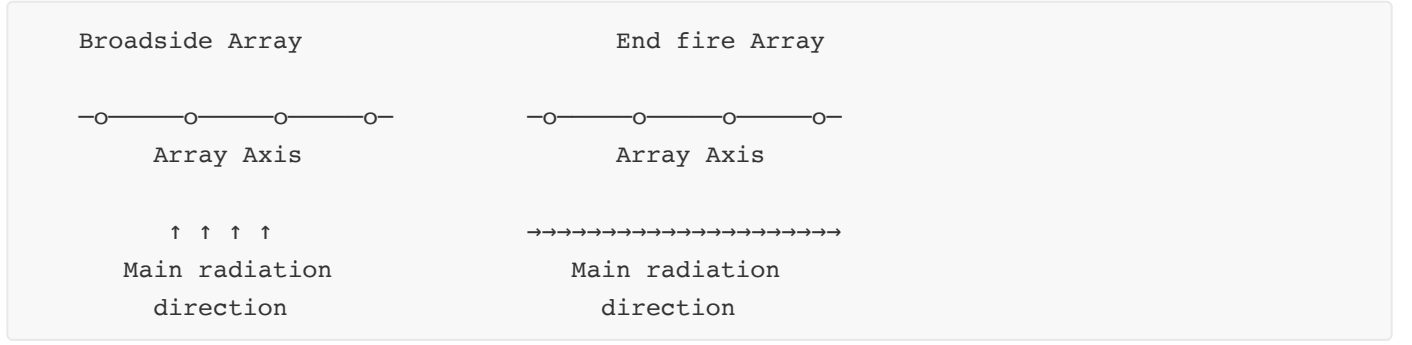 Broadside Array                     End fire Array
─o─────o─────o─────o─         ─o─────o─────o─────o─
Array Axis                     Array Axis
↑ ↑ ↑ ↑                 →→→→→→→→→→→→→→→→→→→→→
Main radiation                Main radiation
direction                     direction